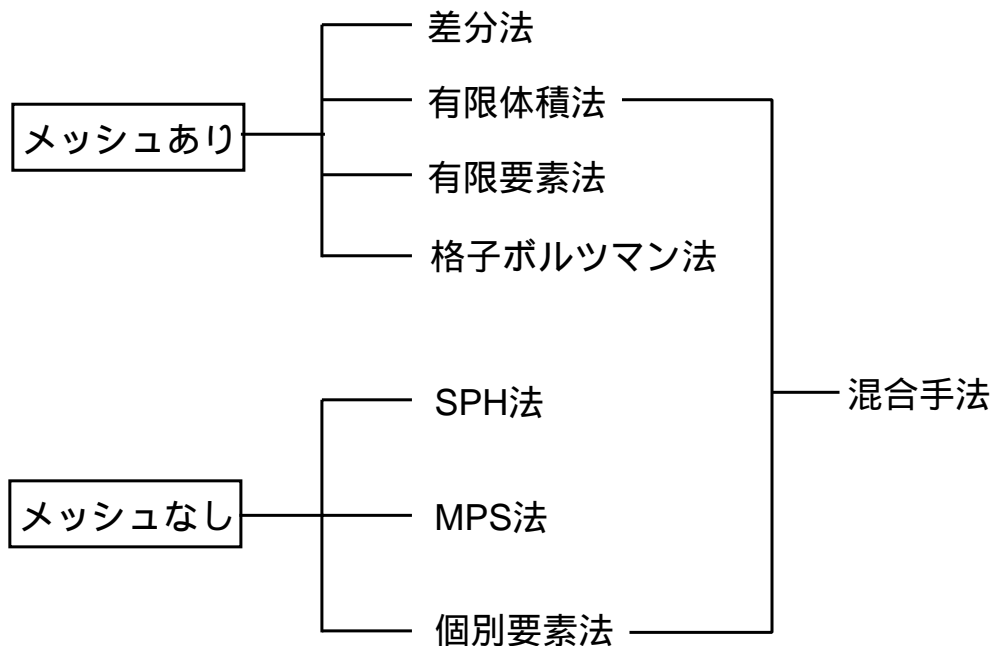 差分法
有限体積法
メッシュあり
有限要素法
格子ボルツマン法
SPH法
混合手法
メッシュなし
MPS法
個別要素法